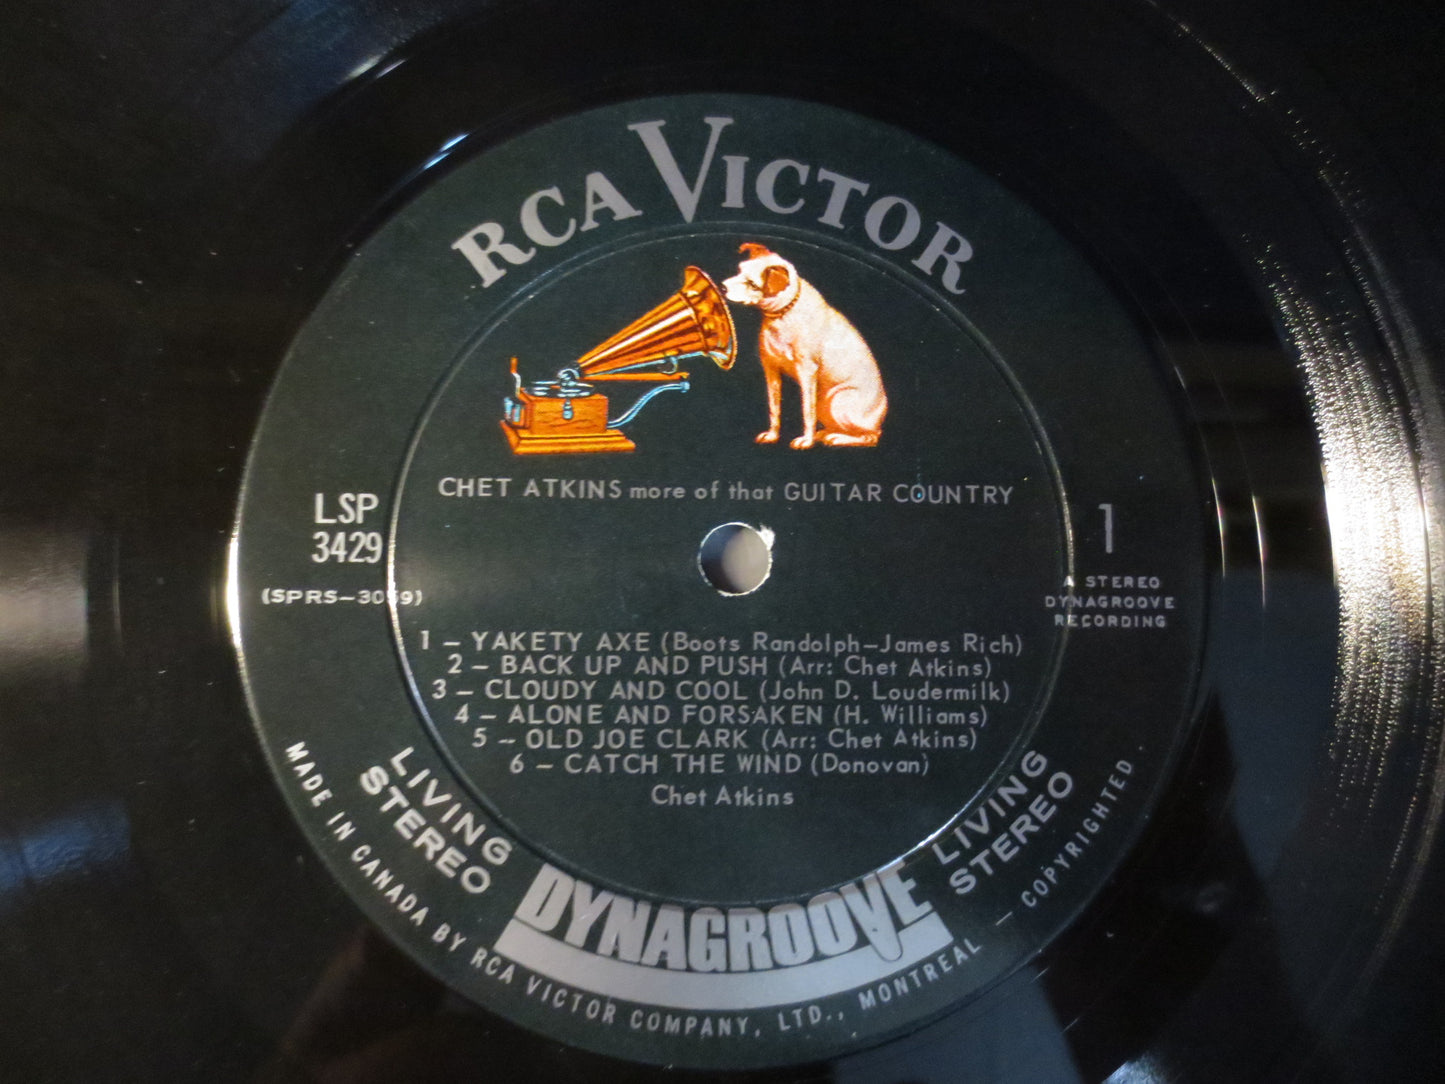 RCA VICTOR
CHET ATKINS more of that GUITAR COUNTRY
LSP
3429
(SPRS-3059)
1
A STEREO
DYNAGROOVE
RECORDING
1 - YAKETY AXE (Boots Randolph-James Rich)
2 - BACK UP AND PUSH (Arr: Chet Atkins)
3 - CLOUDY AND COOL (John D. Loudermilk)
4 - ALONE AND FORSAKEN (H. Williams)
5 - OLD JOE CLARK (Arr: Chet Atkins)
6 - CATCH THE WIND (Donovan)
Chet Atkins
LIVING
STEREO
DYNAGROOVE
LIVING
STEREO
MADE IN CANADA BY RCA VICTOR COMPANY, LTD., MONTREAL — COPYRIGHTED.